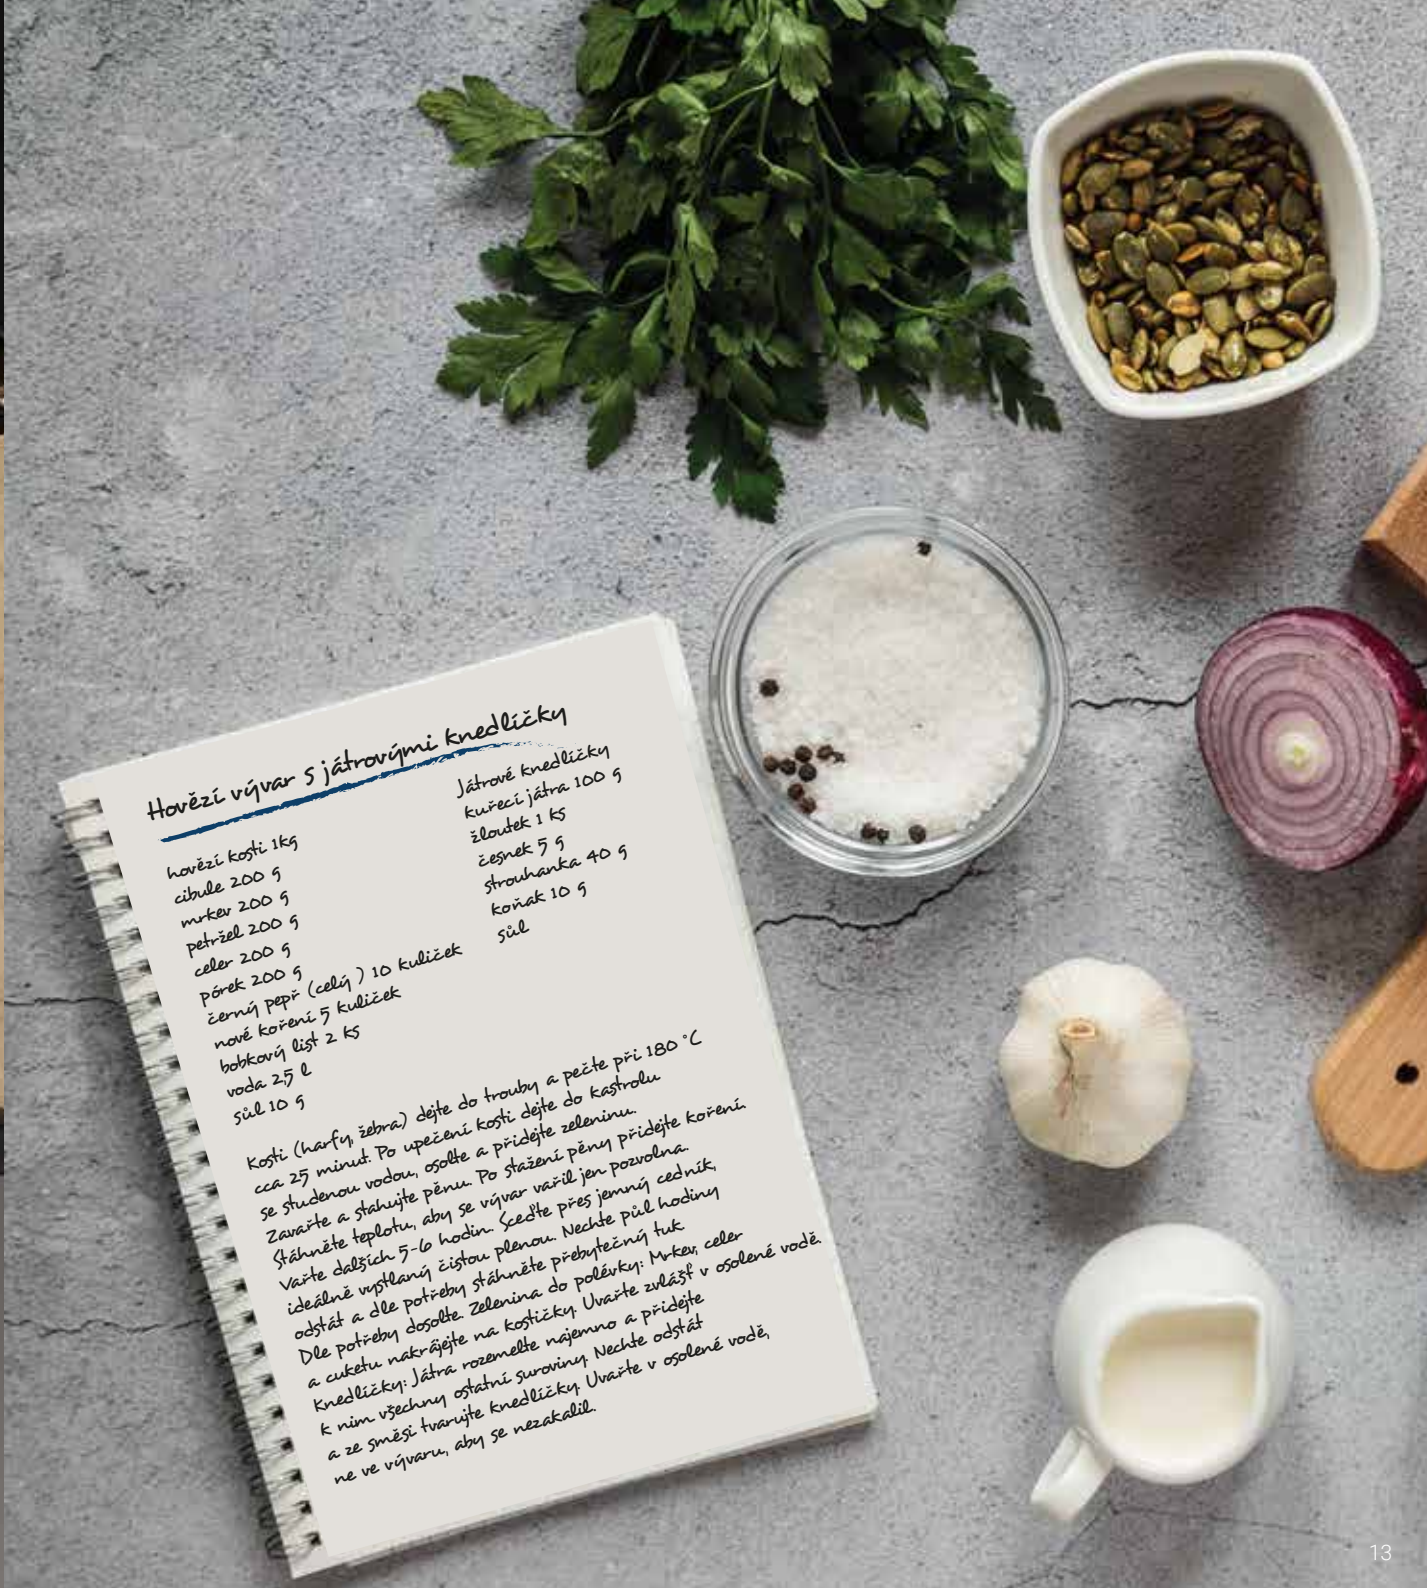 Hovězí vývar s játrovými knedlíčky
hovězí kosti 1kg
cibule 200 g
mrkev 200 g
petržel 200 g
celer 200 g
pórek 200 g
černý pepř (celý ) 10 kuliček
nové koření 5 kuliček
bobkový list 2 ks
voda 2,5 l
sůl 10 g
Játrové knedlíčky
kuřecí játra 100 g
žloutek 1 ks
česnek 5 g
strouhanka 40 g
koňak 10 g
sůl
Kosti (harfy, žebra) dejte do trouby a pečte při 180 °C
cca 25 minut. Po upečení kosti dejte do kastrolu
se studenou vodou, osolte a přidejte zeleninu.
Zavařte a stahujte pěnu. Po stažení pěny přidejte koření.
Stáhněte teplotu, aby se vývar vařil jen pozvolna.
Vařte dalších 5-6 hodin. Sceďte přes jemný cedník,
ideálně vystlaný čistou plenou. Nechte půl hodiny
odstát a dle potřeby stáhněte přebytečný tuk.
Dle potřeby dosolte. Zelenina do polévky: Mrkev, celer
a cuketu nakrájejte na kostičky. Uvařte zvlášť v osolené vodě.
Knedlíčky: Játra rozemelte najemno a přidejte
k nim všechny ostatní suroviny. Nechte odstát
a ze směsi tvarujte knedlíčky. Uvařte v osolené vodě,
ne ve vývaru, aby se nezakalil.
13